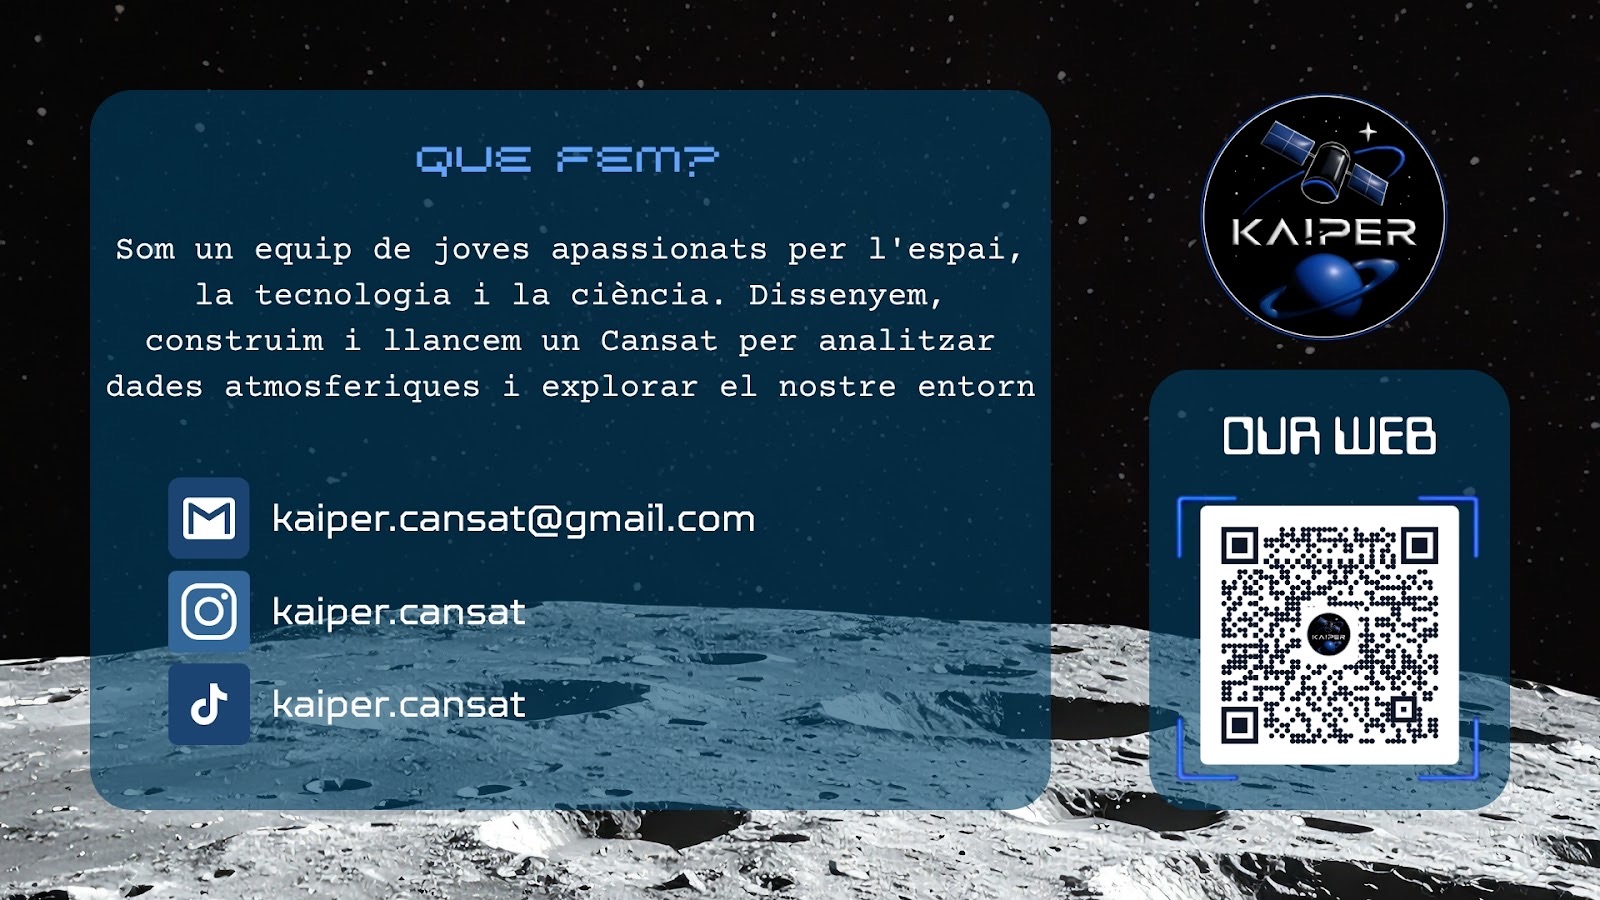 QUE FEM?
Som un equip de joves apassionats per l'espai,
la tecnologia i la ciència. Dissenyem,
construim i llancem un Cansat per analitzar
dades atmosferiques i explorar el nostre entorn
kaiper.cansat@gmail.com
kaiper.cansat
kaiper.cansat
KA!PER
OUR WEB
KA!PER